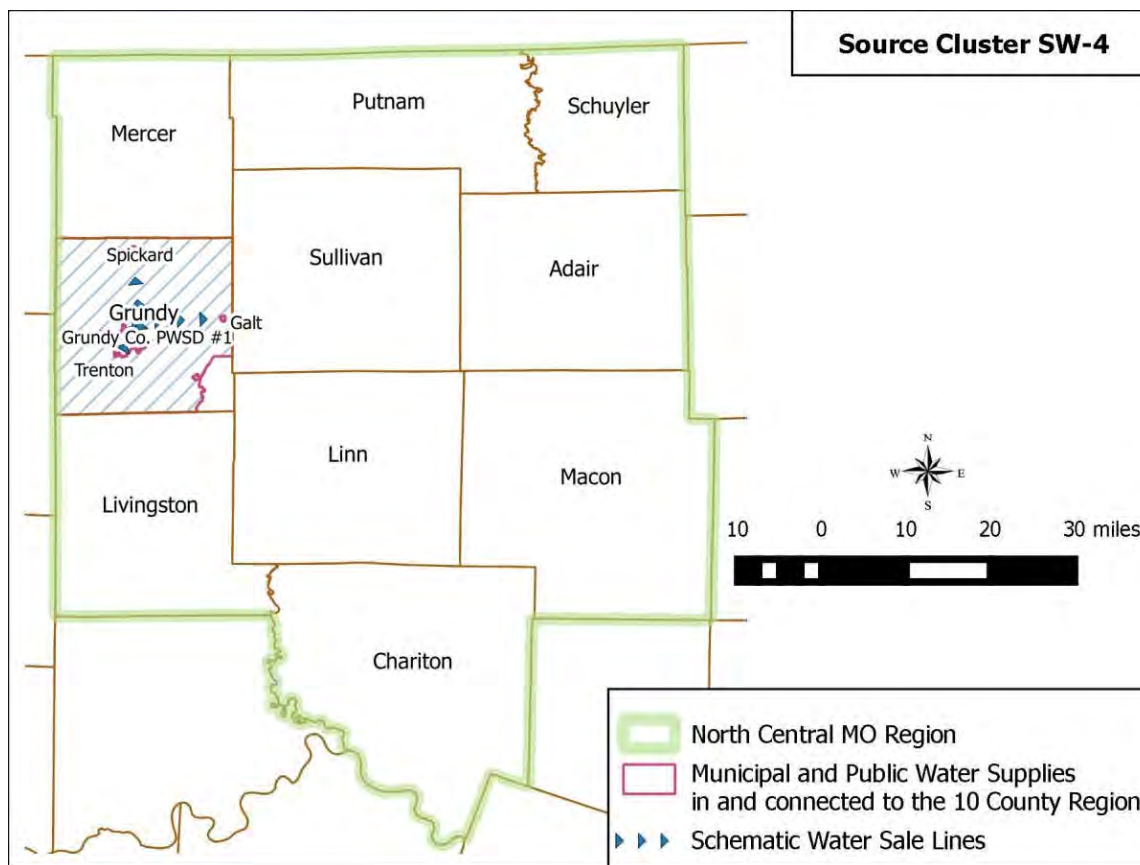 Source Cluster SW-4
Putnam
Schuyler
Mercer
Spickard
Sullivan
Adair
Grundy
Galt
Grundy Co. PWSD #1
Trenton
Linn
Macon
Livingston
N
W E
S
10 0 10 20 30 miles
Chariton
North Central MO Region
Municipal and Public Water Supplies
in and connected to the 10 County Region
Schematic Water Sale Lines